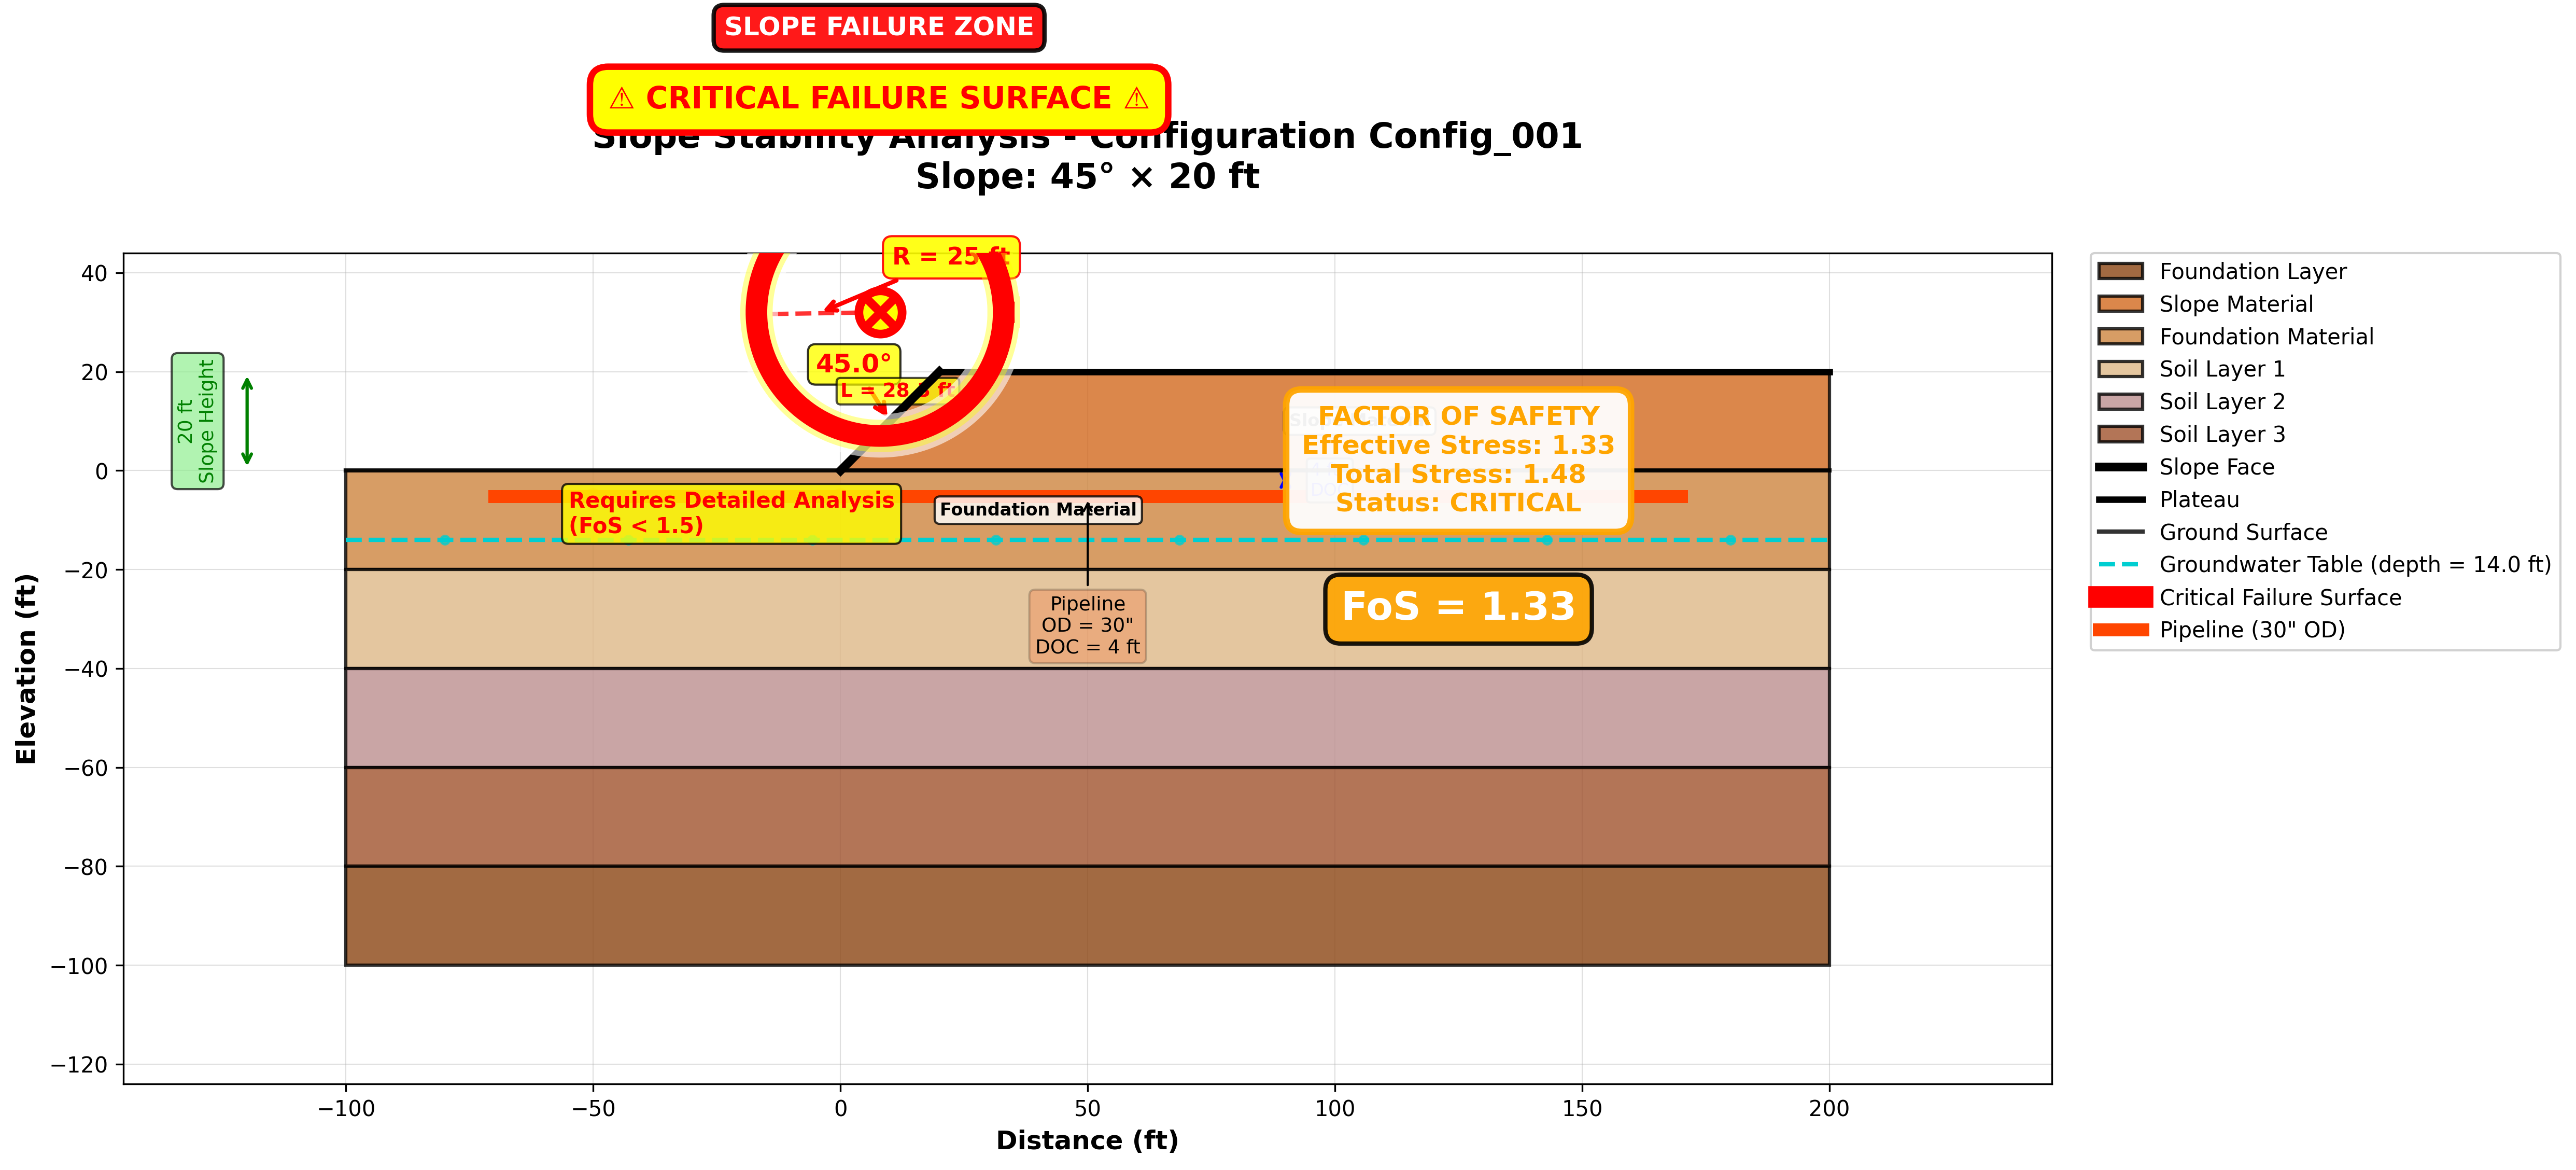 SLOPE FAILURE ZONE
⚠ CRITICAL FAILURE SURFACE ⚠
Slope Stability Analysis - Configuration Config_001
Slope: 45° × 20 ft
R = 25 ft
45.0°
L = 28.3 ft
20 ft
Slope Height
FACTOR OF SAFETY
Effective Stress: 1.33
Total Stress: 1.48
Status: CRITICAL
Requires Detailed Analysis
(FoS < 1.5)
Foundation Material
Pipeline
OD = 30"
DOC = 4 ft
FoS = 1.33
Elevation (ft)
40
20
0
−20
−40
−60
−80
−100
−120
−100
−50
0
50
100
150
200
Distance (ft)
Foundation Layer
Slope Material
Foundation Material
Soil Layer 1
Soil Layer 2
Soil Layer 3
Slope Face
Plateau
Ground Surface
Groundwater Table (depth = 14.0 ft)
Critical Failure Surface
Pipeline (30" OD)